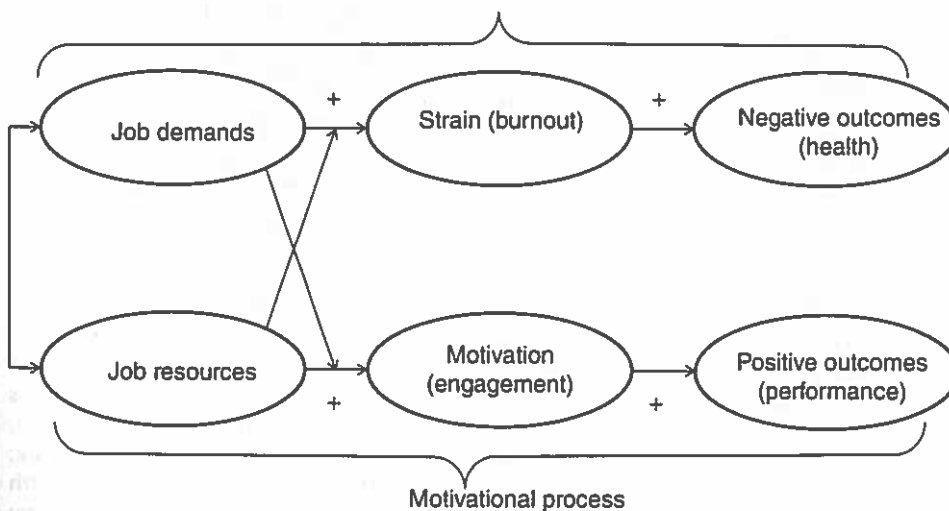 +
+
Job demands
Strain (burnout)
Negative outcomes
(health)
Job resources
Motivation
(engagement)
Positive outcomes
(performance)
+
+
Motivational process